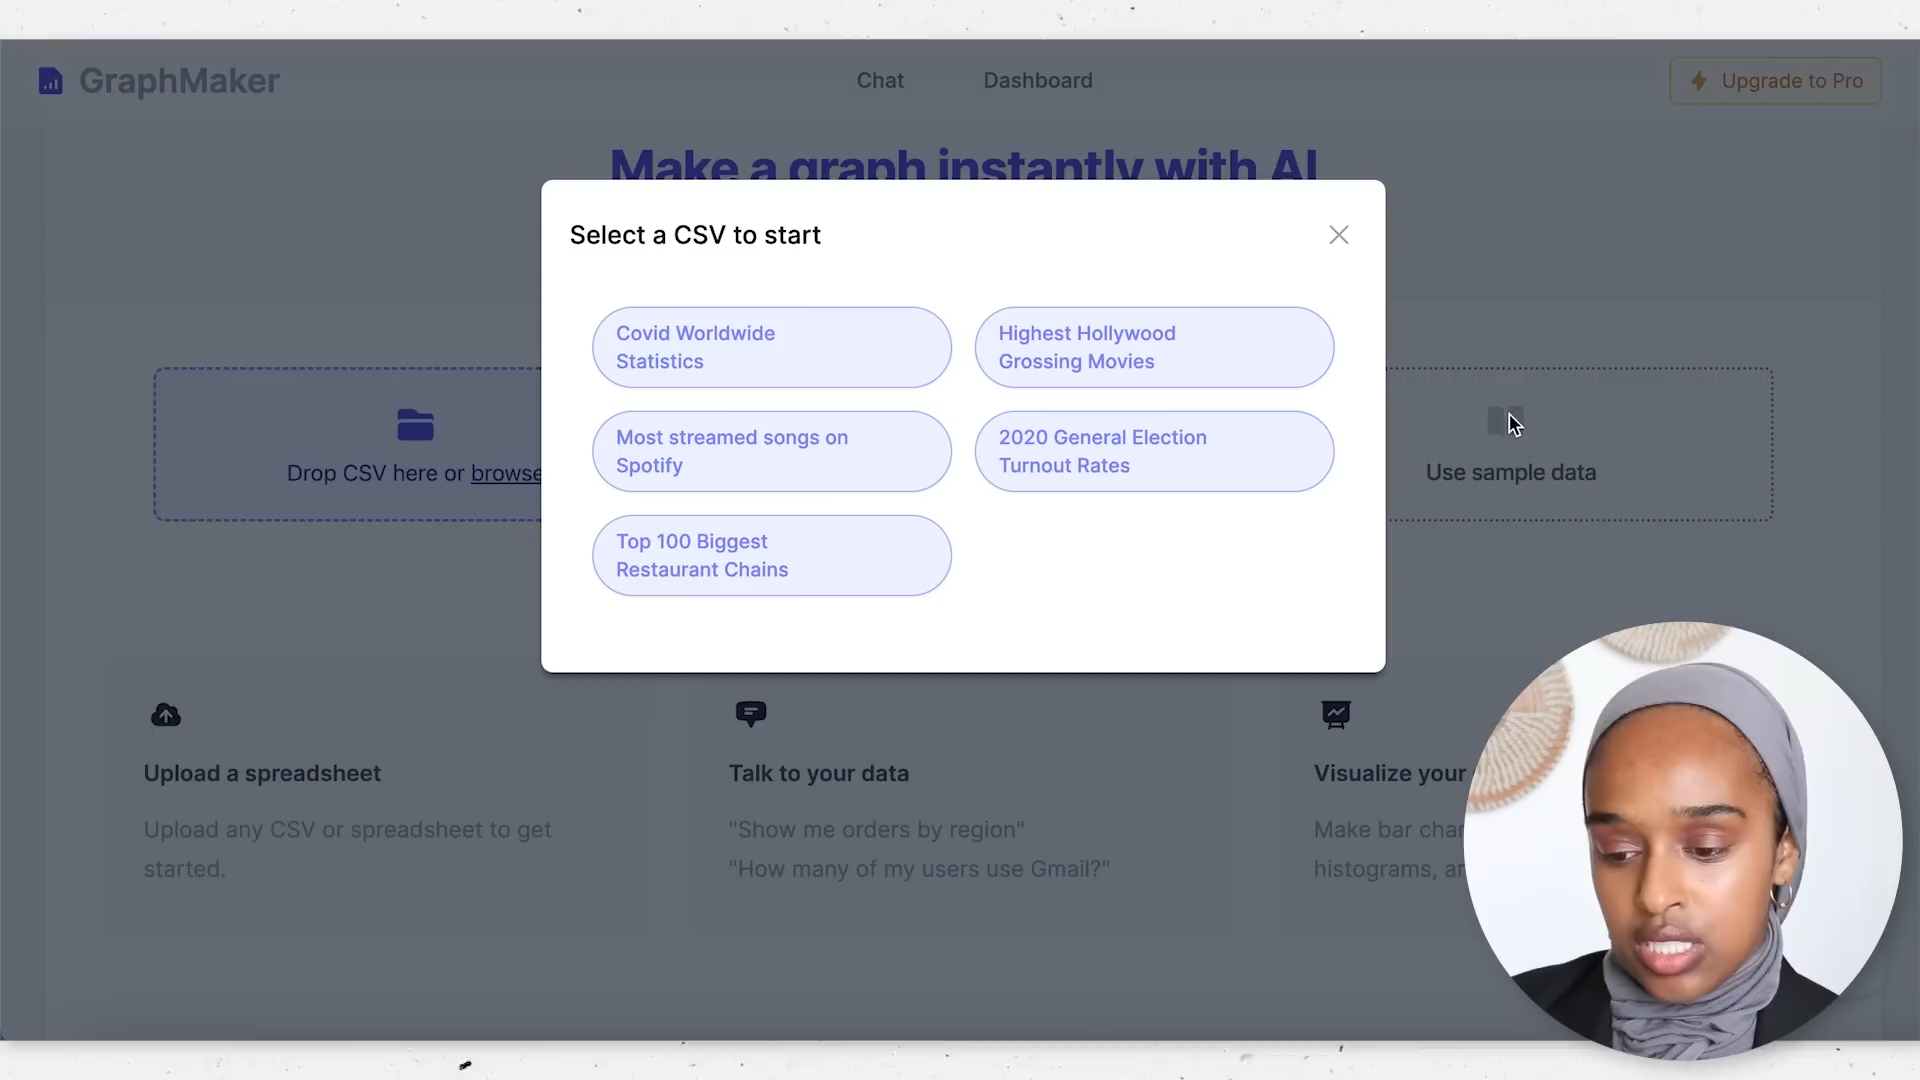 GraphMaker
Chat
Dashboard
Upgrade to Pro
Make a graph instantly with AI
Select a CSV to start
Covid Worldwide
Statistics
Highest Hollywood
Grossing Movies
Most streamed songs on
Spotify
2020 General Election
Turnout Rates
Top 100 Biggest
Restaurant Chains
Drop CSV here or browse
Use sample data
Upload a spreadsheet
Upload any CSV or spreadsheet to get
started.
Talk to your data
"Show me orders by region"
"How many of my users use Gmail?"
Visualize your
Make bar
histograms,